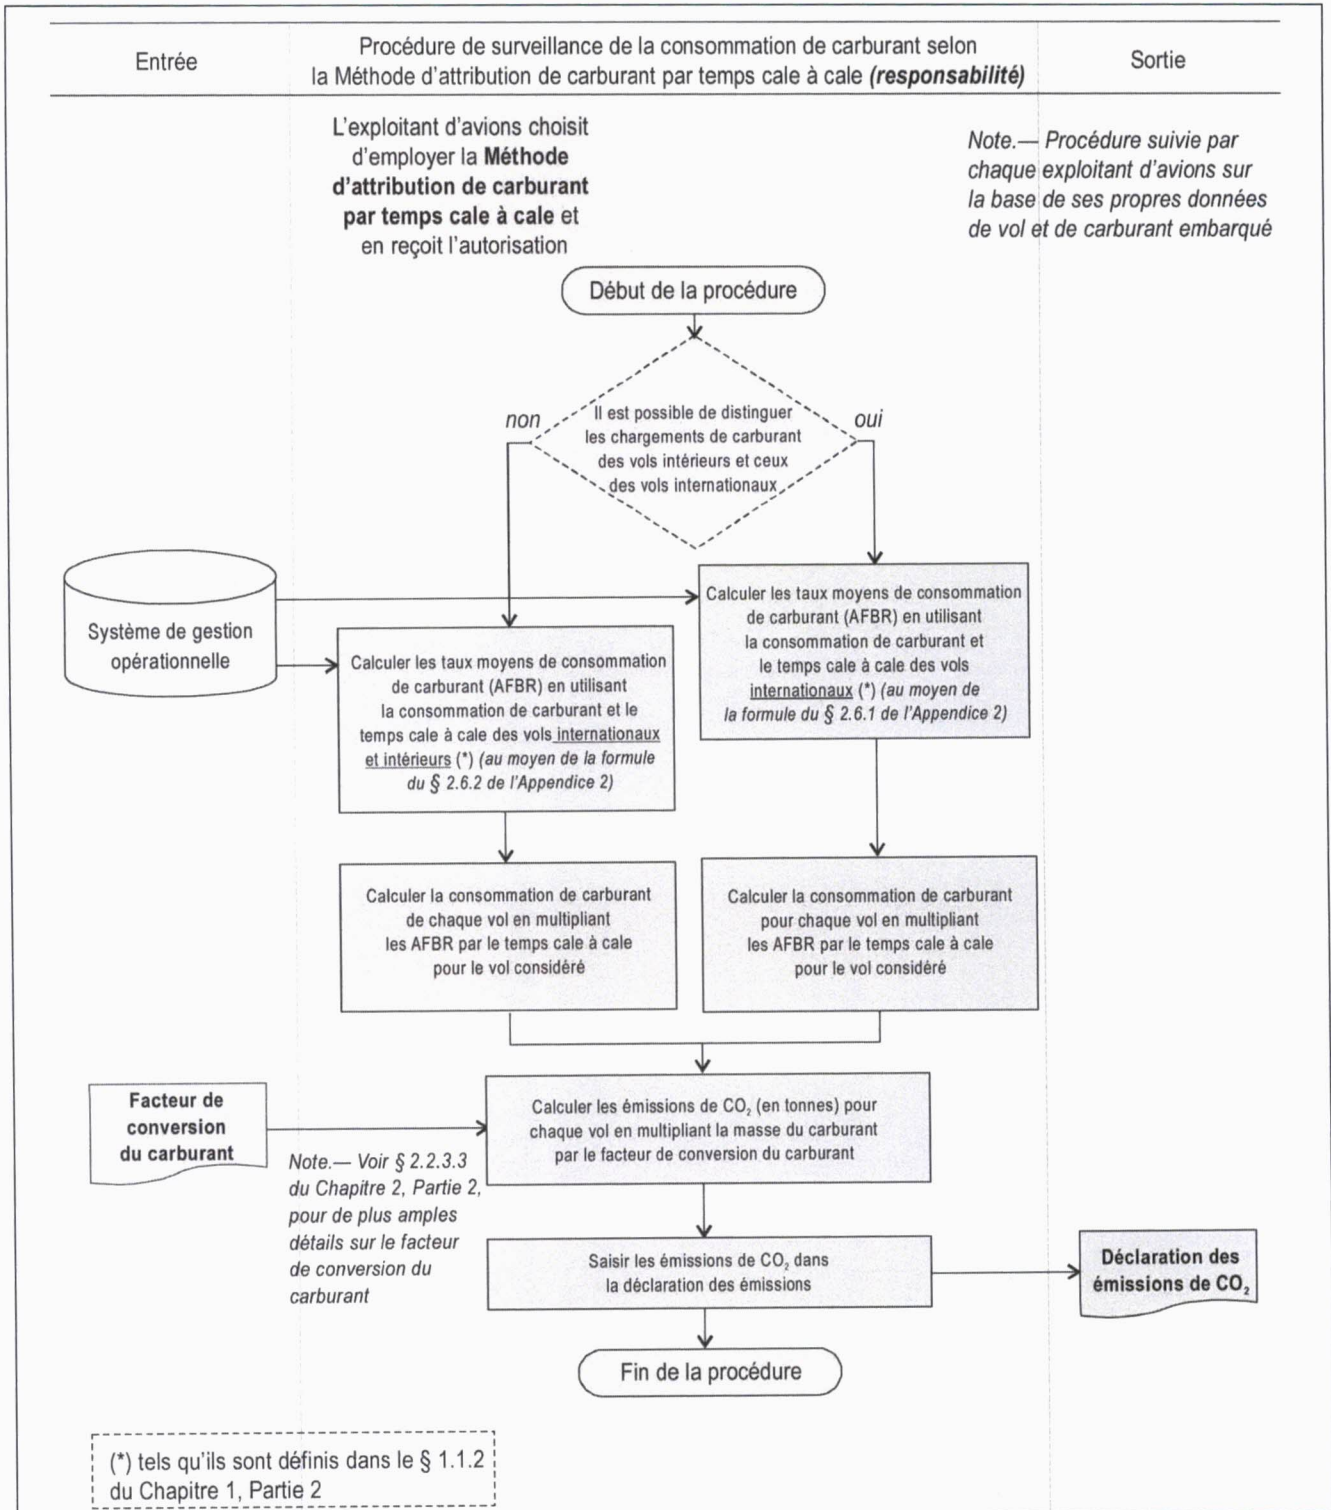 Entrée
Procédure de surveillance de la consommation de carburant selon
la Méthode d'attribution de carburant par temps cale à cale (responsabilité)
Sortie
L'exploitant d'avions choisit
d'employer la Méthode
d'attribution de carburant
par temps cale à cale et
en reçoit l'autorisation
Note.— Procédure suivie par
chaque exploitant d'avions sur
la base de ses propres données
de vol et de carburant embarqué
Début de la procédure
non
Il est possible de distinguer
les chargements de carburant
des vols intérieurs et ceux
des vols internationaux
oui
Système de gestion
opérationnelle
Calculer les taux moyens de consommation
de carburant (AFBR) en utilisant
la consommation de carburant et le
temps cale à cale des vols internationaux
et intérieurs (*) (au moyen de la formule
du § 2.6.2 de l'Appendice 2)
Calculer les taux moyens de consommation
de carburant (AFBR) en utilisant
la consommation de carburant et
le temps cale à cale des vols
internationaux (*) (au moyen de
la formule du § 2.6.1 de l'Appendice 2)
Calculer la consommation de carburant
de chaque vol en multipliant
les AFBR par le temps cale à cale
pour le vol considéré
Calculer la consommation de carburant
pour chaque vol en multipliant
les AFBR par le temps cale à cale
pour le vol considéré
Facteur de
conversion
du carburant
Note.— Voir § 2.2.3.3
du Chapitre 2, Partie 2,
pour de plus amples
détails sur le facteur
de conversion du
carburant
Calculer les émissions de CO₂ (en tonnes) pour
chaque vol en multipliant la masse du carburant
par le facteur de conversion du carburant
Saisir les émissions de CO₂ dans
la déclaration des émissions
Déclaration des
émissions de CO₂
Fin de la procédure
(*) tels qu'ils sont définis dans le § 1.1.2
du Chapitre 1, Partie 2